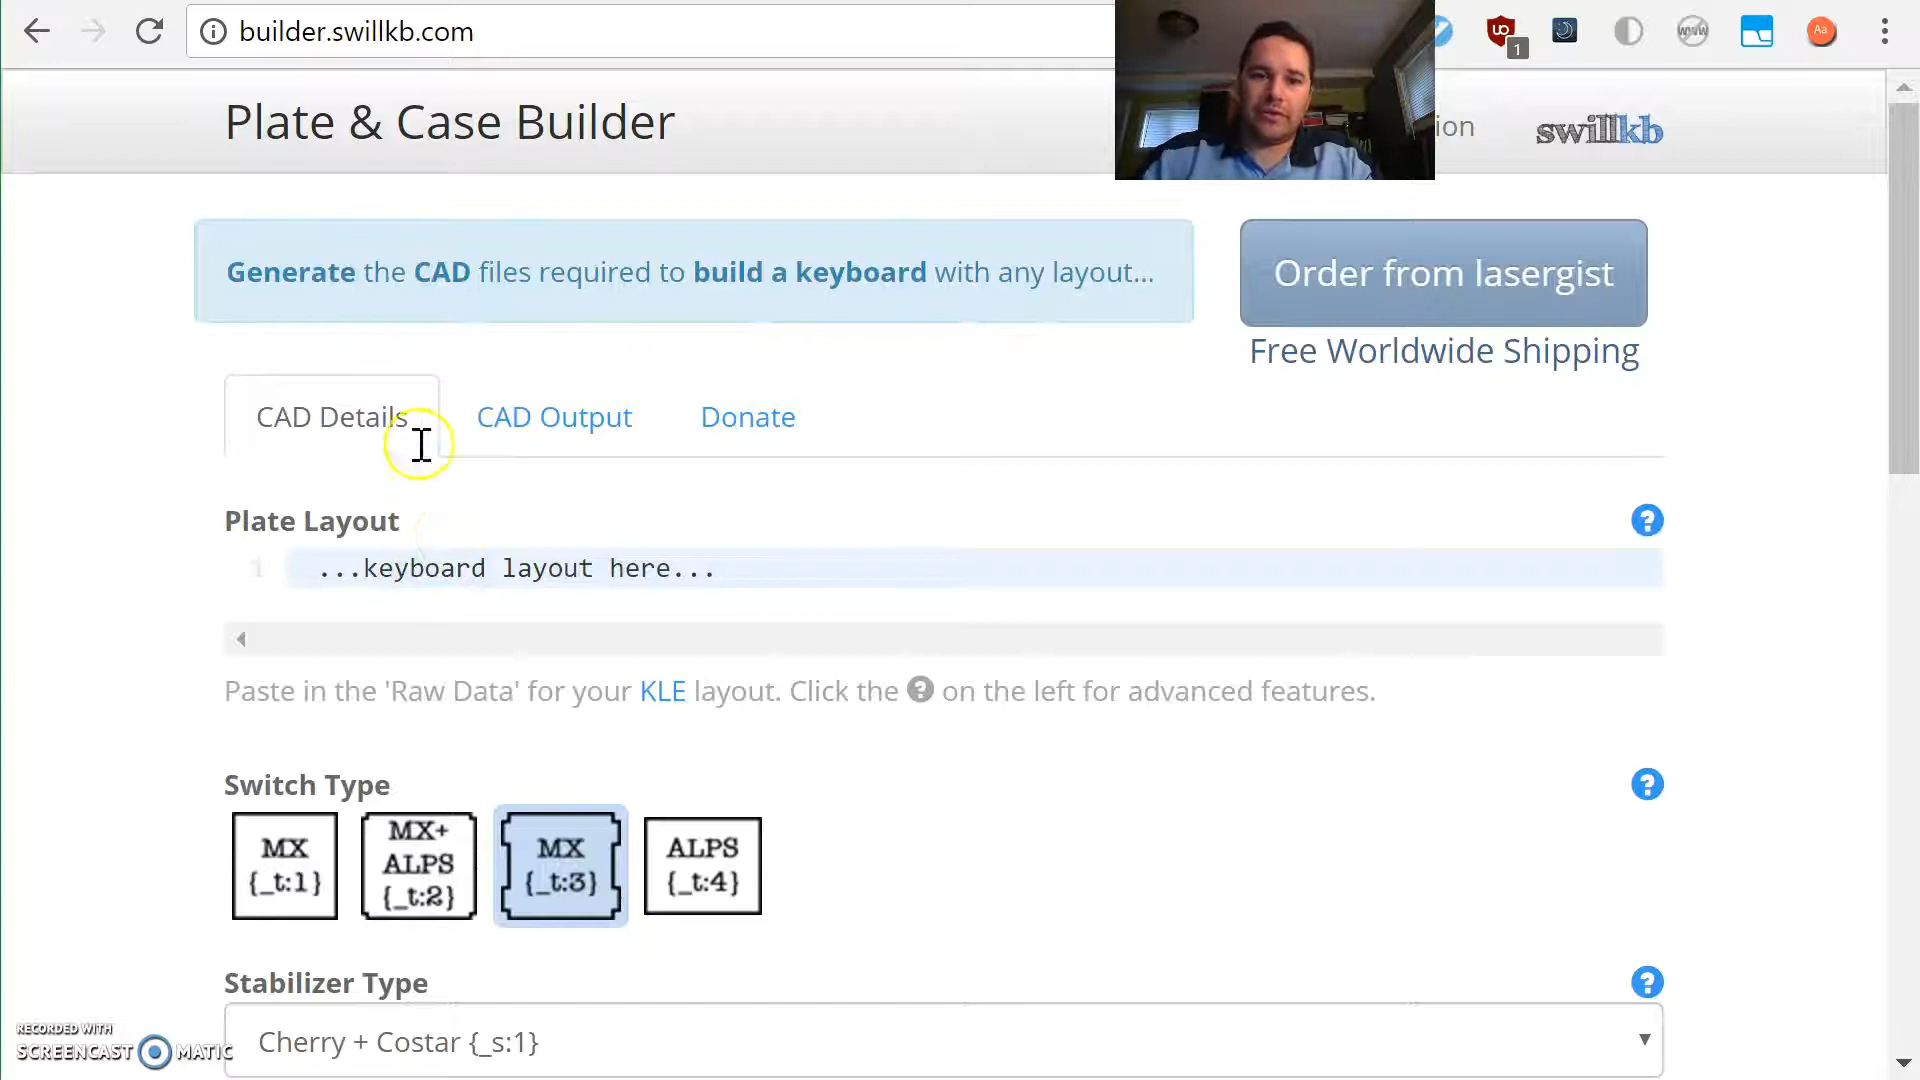 builder.swillkb.com
1
Aa
Plate & Case Builder
ion
swillkb
Generate the CAD files required to build a keyboard with any layout...
Order from lasergist
Free Worldwide Shipping
CAD Details
CAD Output
Donate
Plate Layout
?
1
...keyboard layout here...
Paste in the 'Raw Data' for your KLE layout. Click the ? on the left for advanced features.
Switch Type
?
MX
{_t:1}
MX+
ALPS
{_t:2}
MX
{_t:3}
ALPS
{_t:4}
Stabilizer Type
?
Cherry + Costar {_s:1}
RECORDED WITH
SCREENCAST MATIC